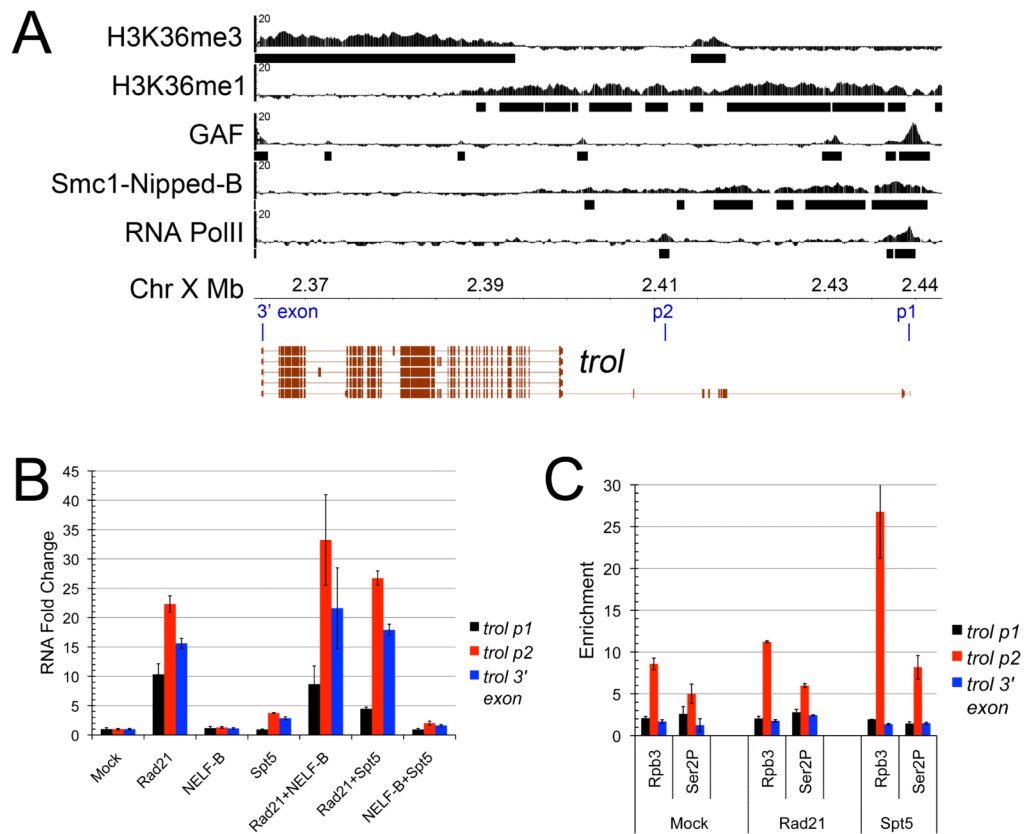 A
20
H3K36me3
20
H3K36me1
20
GAF
20
Smc1-Nipped-B
20
RNA PolII
Chr X Mb
2.37 2.39 2.41 2.43 2.44
3' exon p2 p1
trol
B
RNA Fold Change
45
40
35
30
25
20
15
10
5
0
Mock
Rad21
NELF-B
Spt5
Rad21+NELF-B
Rad21+Spt5
NELF-B+Spt5
trol p1
trol p2
trol 3'
exon
C
Enrichment
30
25
20
15
10
5
0
Rpb3 Ser2P Rpb3 Ser2P Rpb3 Ser2P
Mock Rad21 Spt5
trol p1
trol p2
trol 3'
exon